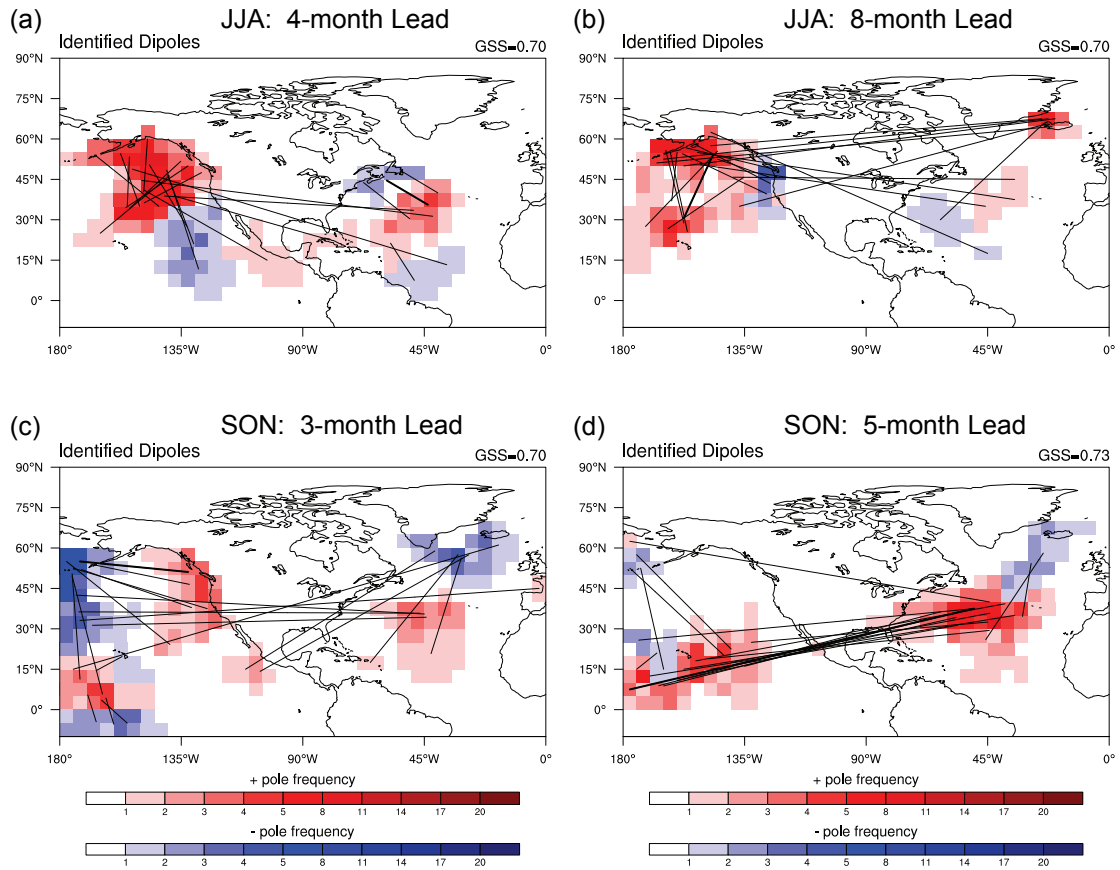 (a) JJA: 4-month Lead
Identified Dipoles GSS=0.70
90°N
75°N
60°N
45°N
30°N
15°N
0°
180° 135°W 90°W 45°W 0°
(b) JJA: 8-month Lead
Identified Dipoles GSS=0.70
90°N
75°N
60°N
45°N
30°N
15°N
0°
180° 135°W 90°W 45°W 0°
(c) SON: 3-month Lead
Identified Dipoles GSS=0.70
90°N
75°N
60°N
45°N
30°N
15°N
0°
180° 135°W 90°W 45°W 0°
+ pole frequency
1 2 3 4 5 8 11 14 17 20
- pole frequency
1 2 3 4 5 8 11 14 17 20
(d) SON: 5-month Lead
Identified Dipoles GSS=0.73
90°N
75°N
60°N
45°N
30°N
15°N
0°
180° 135°W 90°W 45°W 0°
+ pole frequency
1 2 3 4 5 8 11 14 17 20
- pole frequency
1 2 3 4 5 8 11 14 17 20